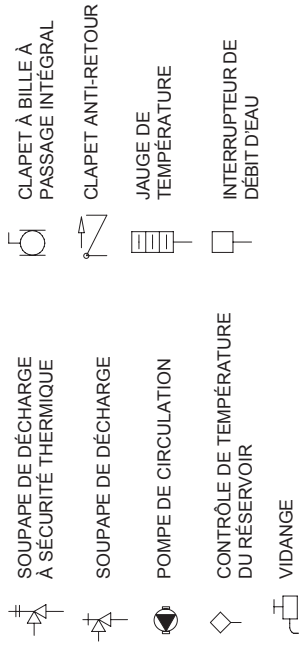 SOUPAPE DE DÉCHARGE
À SÉCURITÉ THERMIQUE
SOUPAPE DE DÉCHARGE
POMPE DE CIRCULATION
CONTRÔLE DE TEMPÉRATURE
DU RÉSERVOIR
VIDANGE
CLAPET À BILLE À
PASSAGE INTÉGRAL
CLAPET ANTI-RETOUR
JAUGE DE
TEMPÉRATURE
INTERRUPTEUR DE
DÉBIT D'EAU